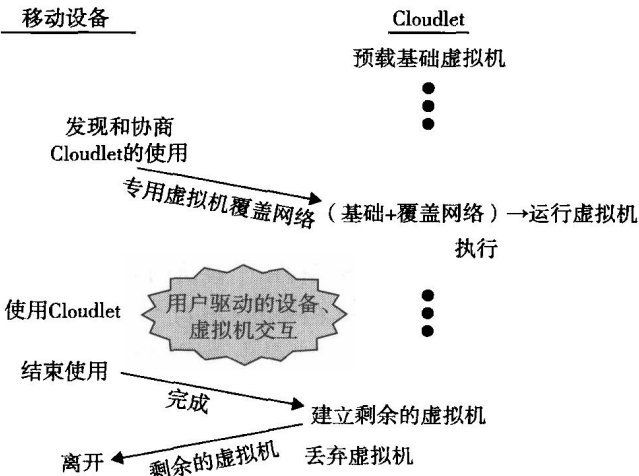 移动设备
Cloudlet
预载基础虚拟机
发现和协商
Cloudlet的使用
专用虚拟机覆盖网络
（基础+覆盖网络）→运行虚拟机
执行
使用Cloudlet
用户驱动的设备、
虚拟机交互
结束使用
完成
建立剩余的虚拟机
离开
剩余的虚拟机
丢弃虚拟机